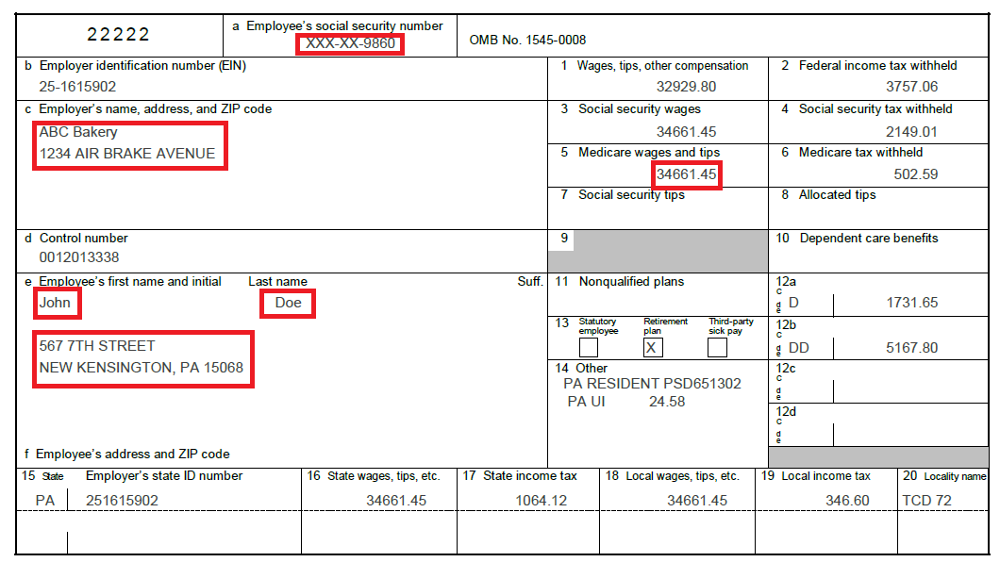 22222
a Employee's social security number
XXX-XX-9860
OMB No. 1545-0008
b Employer identification number (EIN)
25-1615902
1 Wages, tips, other compensation
32929.80
2 Federal income tax withheld
3757.06
c Employer's name, address, and ZIP code
ABC Bakery
1234 AIR BRAKE AVENUE
3 Social security wages
34661.45
4 Social security tax withheld
2149.01
5 Medicare wages and tips
34661.45
6 Medicare tax withheld
502.59
7 Social security tips
8 Allocated tips
d Control number
0012013338
9
10 Dependent care benefits
e Employee's first name and initial Last name Suff.
John Doe
567 7TH STREET
NEW KENSINGTON, PA 15068
11 Nonqualified plans
12a
Code D 1731.65
13 Statutory employee Retirement plan Third-party sick pay
X
12b
Code DD 5167.80
14 Other
PA RESIDENT PSD651302
PA UI 24.58
12c
Code
12d
Code
f Employee's address and ZIP code
15 State Employer's state ID number
PA 251615902
16 State wages, tips, etc.
34661.45
17 State income tax
1064.12
18 Local wages, tips, etc.
34661.45
19 Local income tax
346.60
20 Locality name
TCD 72